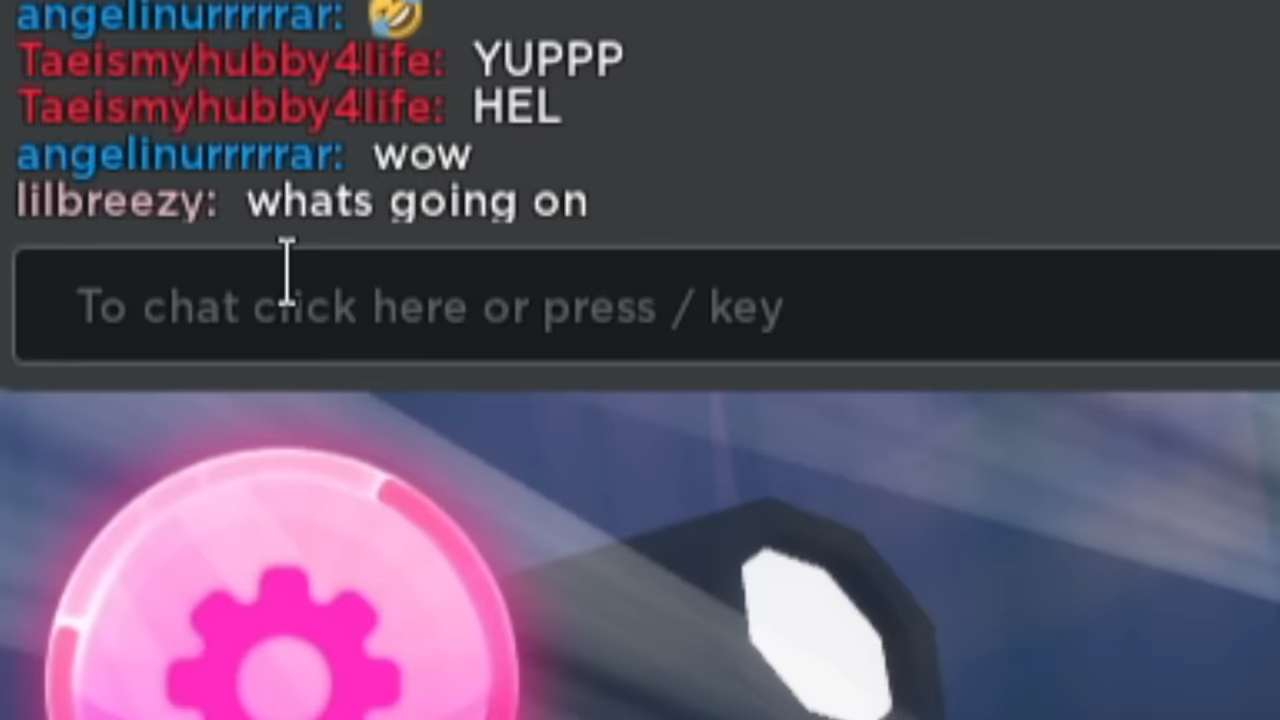 angelinurrrrrar: 🤣
Taeismyhubby4life: YUPPP
Taeismyhubby4life: HEL
angelinurrrrrar: wow
lilbreezy: whats going on
To chat click here or press / key